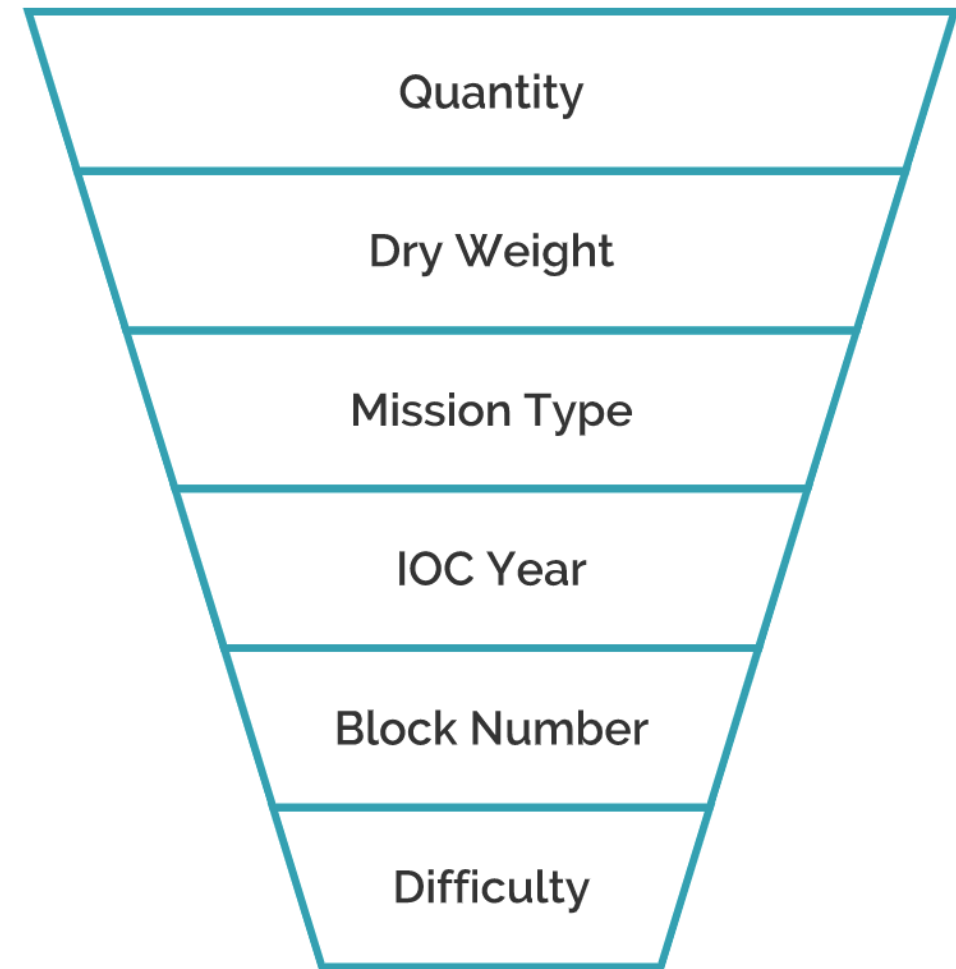 Quantity
Dry Weight
Mission Type
IOC Year
Block Number
Difficulty